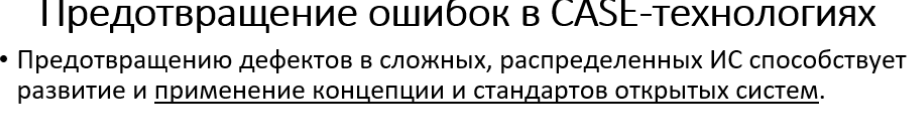 Предотвращение ошибок в CASE-технологиях
• Предотвращению дефектов в сложных, распределенных ИС способствует
развитие и применение концепции и стандартов открытых систем.